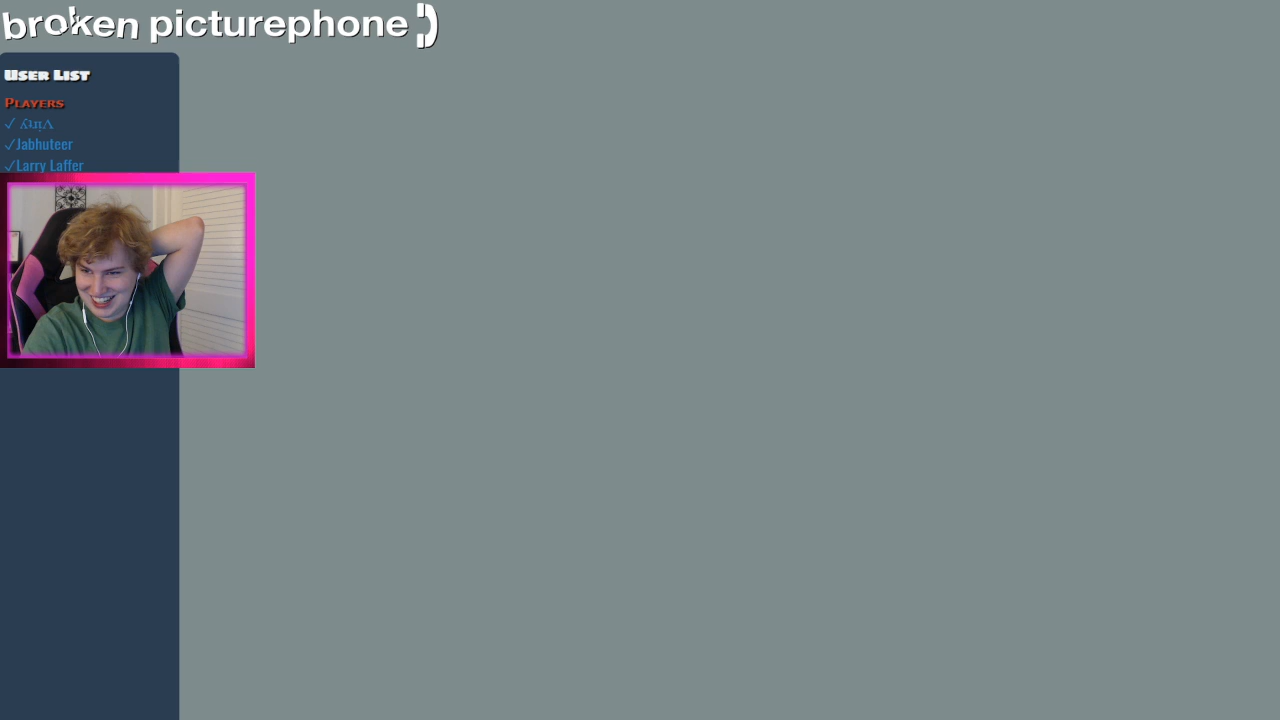 broken picturephone
User List
Players
✓Jabhuteer
✓Larry Laffer